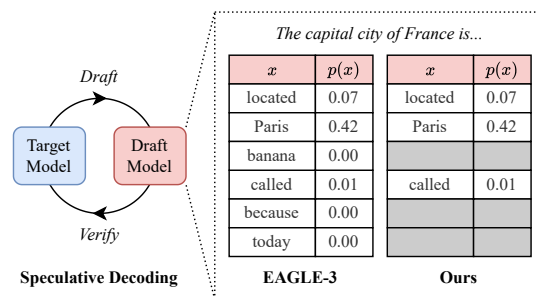 The capital city of France is...
Draft
Target Model
Draft Model
Verify
Speculative Decoding
x p(x)
located 0.07
Paris 0.42
banana 0.00
called 0.01
because 0.00
today 0.00
EAGLE-3
x p(x)
located 0.07
Paris 0.42
called 0.01
Ours